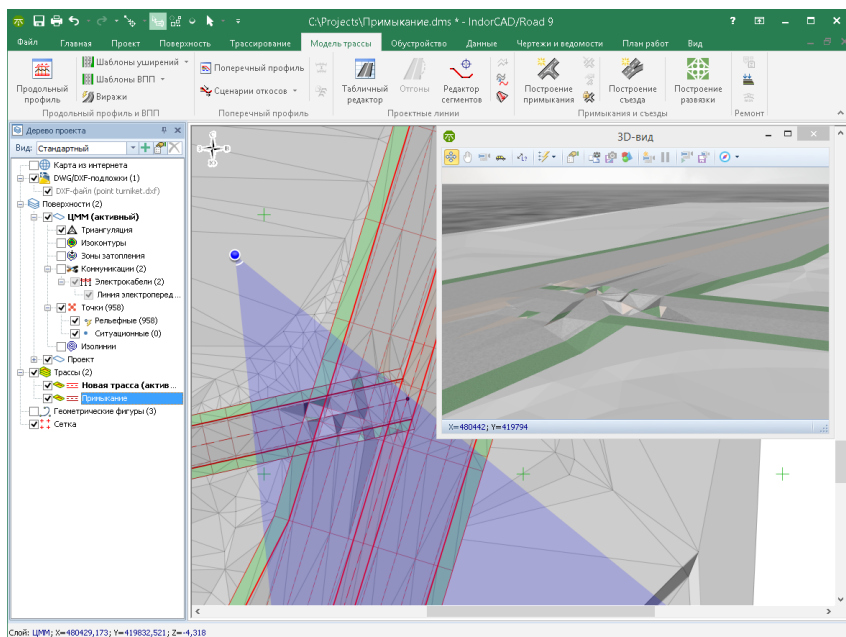 C:\Projects\Примыкание.dms * - IndorCAD/Road 9
Файл Главная Проект Поверхность Трассирование Модель трассы Обустройство Данные Чертежи и ведомости План работ Вид
Продольный профиль
Шаблоны уширений
Шаблоны ВПП
Виражи
Продольный профиль и ВПП
Поперечный профиль
Сценарии откосов
Поперечный профиль
Табличный редактор
Отгоны
Редактор сегментов
Проектные линии
Построение примыкания
Построение съезда
Построение развязки
Примыкания и съезды
Ремонт
Дерево проекта
Вид: Стандартный
Карта из интернета
DWG/DXF-подложки (1)
DXF-файл (point turniket.dxf)
Поверхности (2)
ЦММ (активный)
Триангуляция
Изоконтуры
Зоны затопления
Коммуникации (2)
Электрокабели (2)
Линия электроперед...
Точки (958)
Рельефные (958)
Ситуационные (0)
Изолинии
Проект
Трассы (2)
Новая трасса (актив...
Примыкание
Геометрические фигуры (3)
Сетка
3D-вид
X=480442; Y=419794
Слой: ЦММ; X=480429,173; Y=419832,521; Z=-4,318